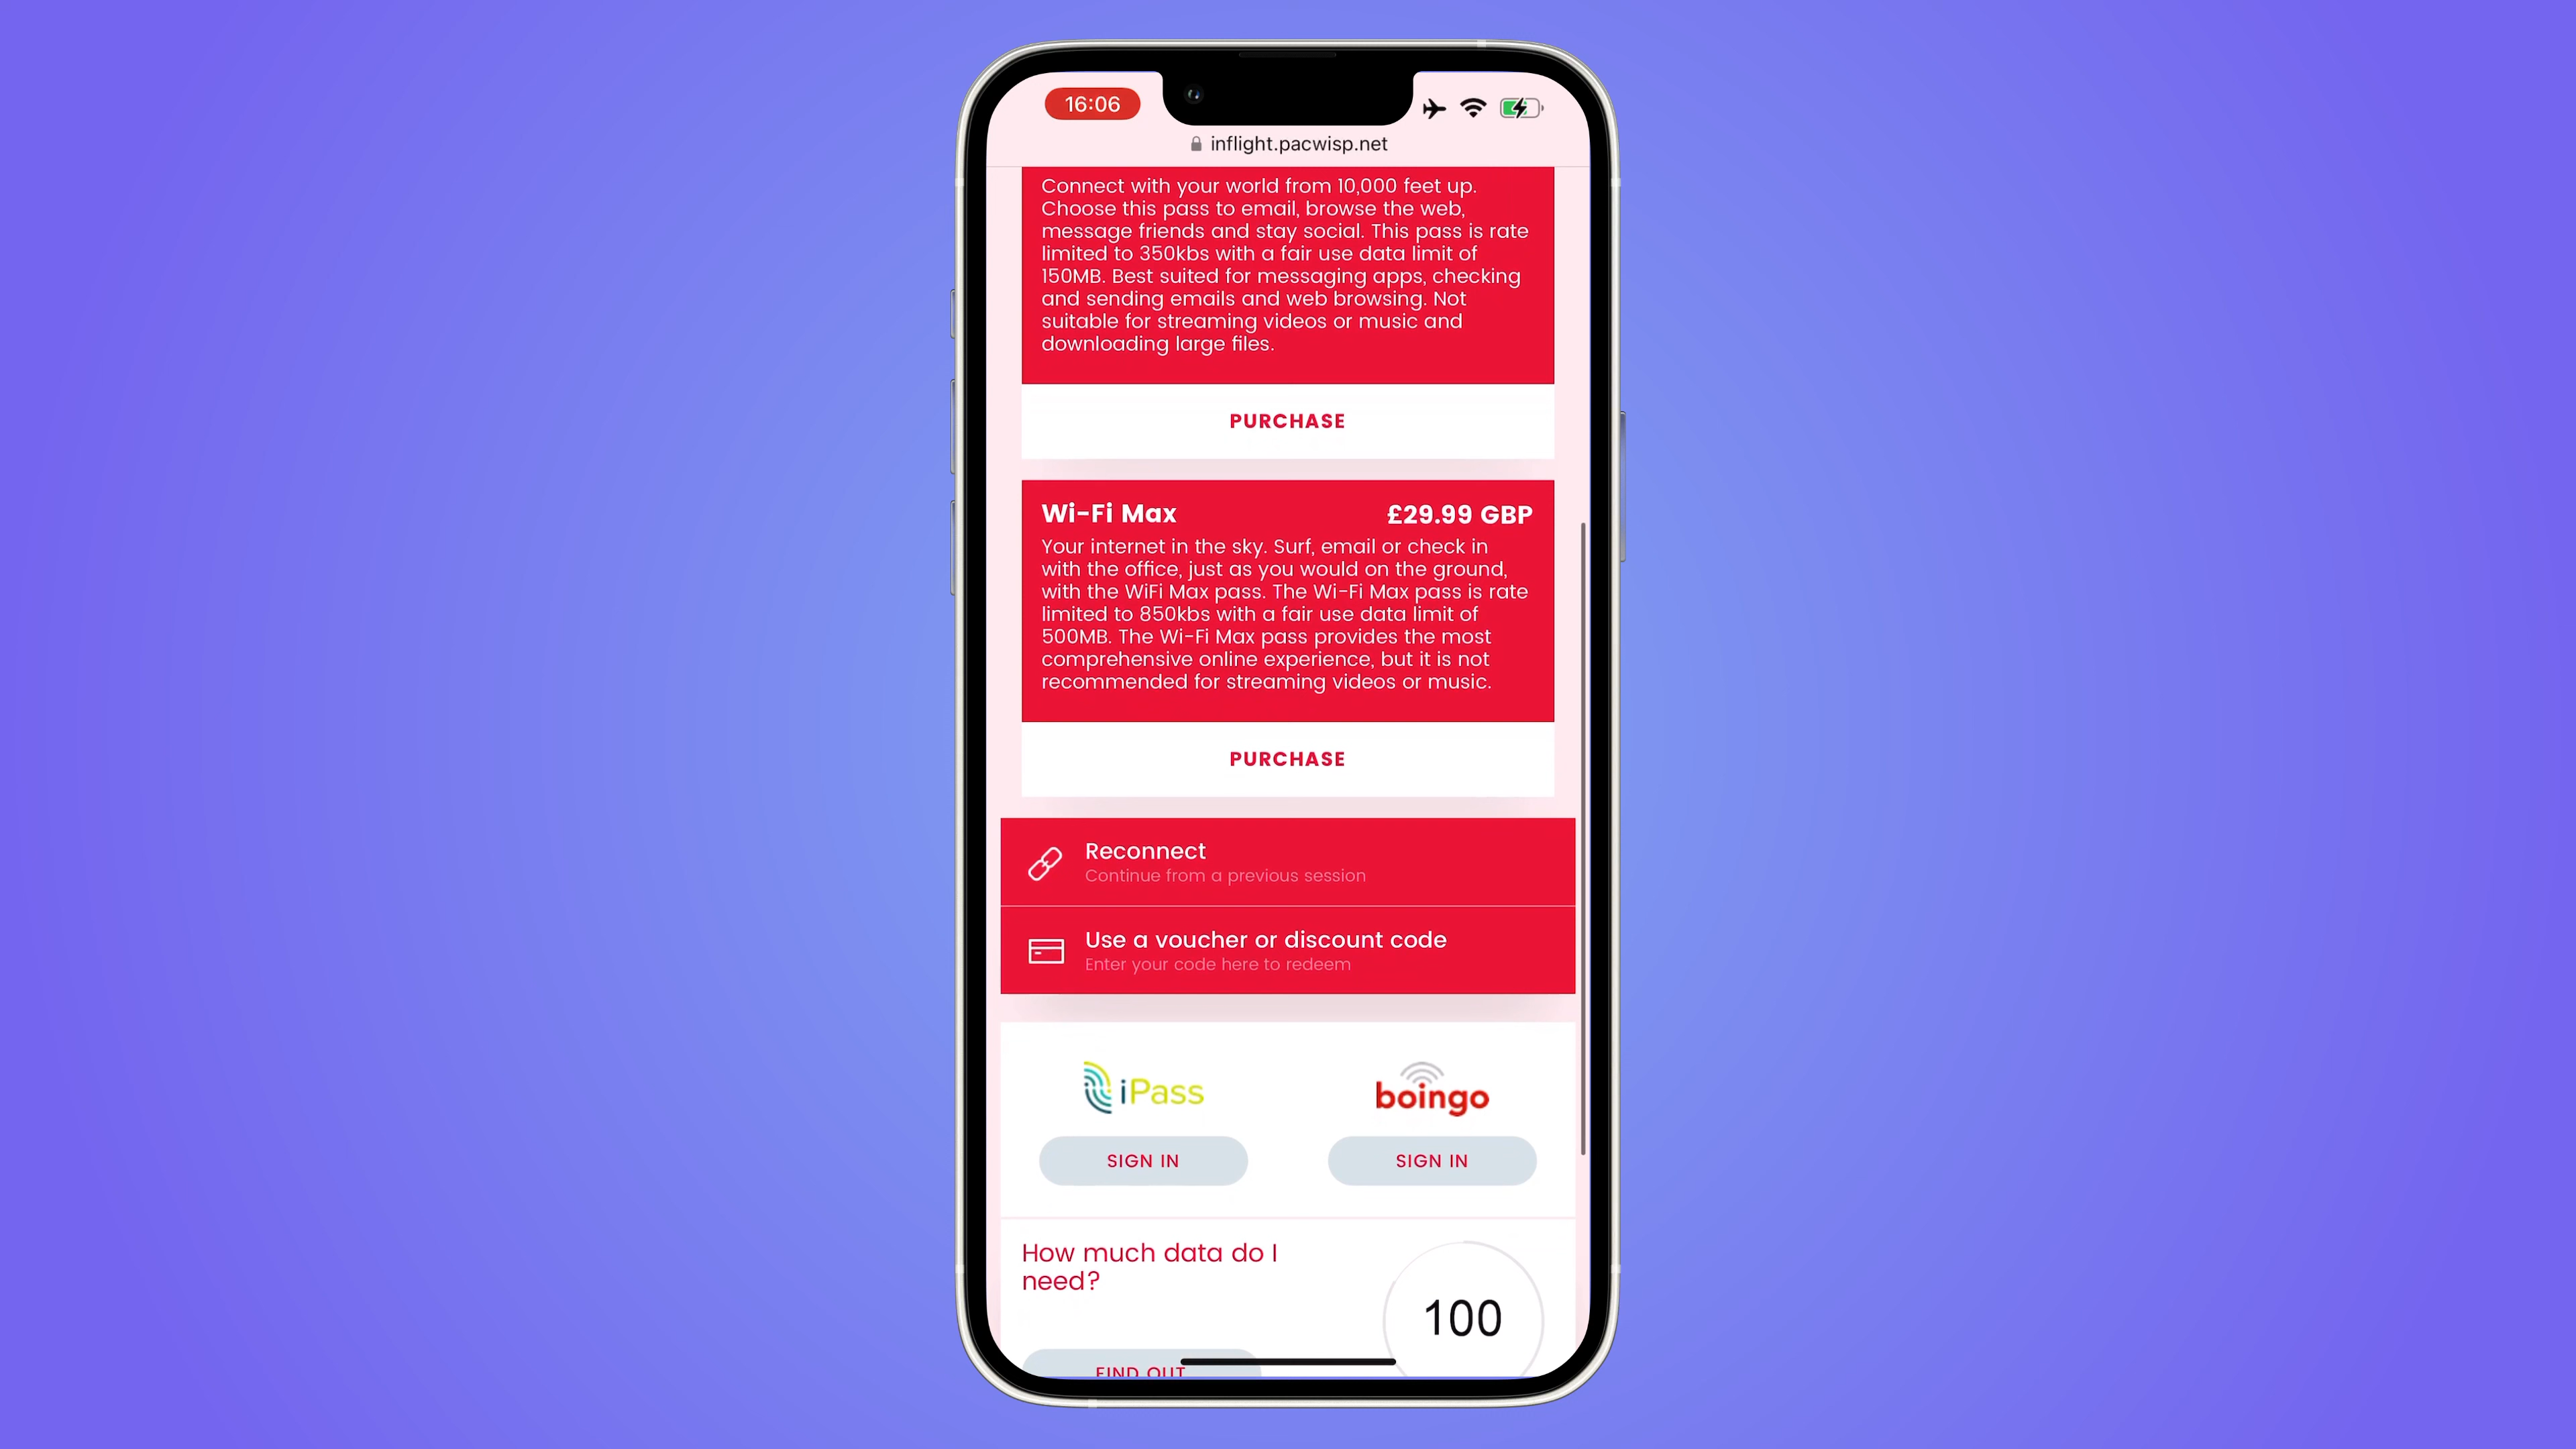 16:06
inflight.pacwisp.net
Connect with your world from 10,000 feet up.
Choose this pass to email, browse the web,
message friends and stay social. This pass is rate
limited to 350kbs with a fair use data limit of
150MB. Best suited for messaging apps, checking
and sending emails and web browsing. Not
suitable for streaming videos or music and
downloading large files.
PURCHASE
Wi-Fi Max £29.99 GBP
Your internet in the sky. Surf, email or check in
with the office, just as you would on the ground,
with the WiFi Max pass. The Wi-Fi Max pass is rate
limited to 850kbs with a fair use data limit of
500MB. The Wi-Fi Max pass provides the most
comprehensive online experience, but it is not
recommended for streaming videos or music.
PURCHASE
Reconnect
Continue from a previous session
Use a voucher or discount code
Enter your code here to redeem
iPass boingo
SIGN IN SIGN IN
How much data do I
need?
100
FIND OUT